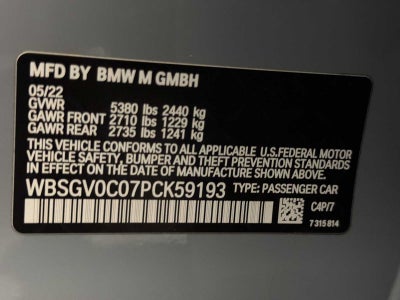 MFD BY BMW M GMBH
05/22
GVWR 5380 lbs 2440 kg
GAWR FRONT 2710 lbs 1229 kg
GAWR REAR 2735 lbs 1241 kg
THIS VEHICLE CONFORMS TO ALL APPLICABLE U.S.FEDERAL MOTOR
VEHICLE SAFETY, BUMPER, AND THEFT PREVENTION STANDARDS
IN EFFECT ON THE DATE OF MANUFACTURE SHOWN ABOVE.
WBSGV0C07PCK59193 TYPE: PASSENGER CAR
C4P/7
7 315 814